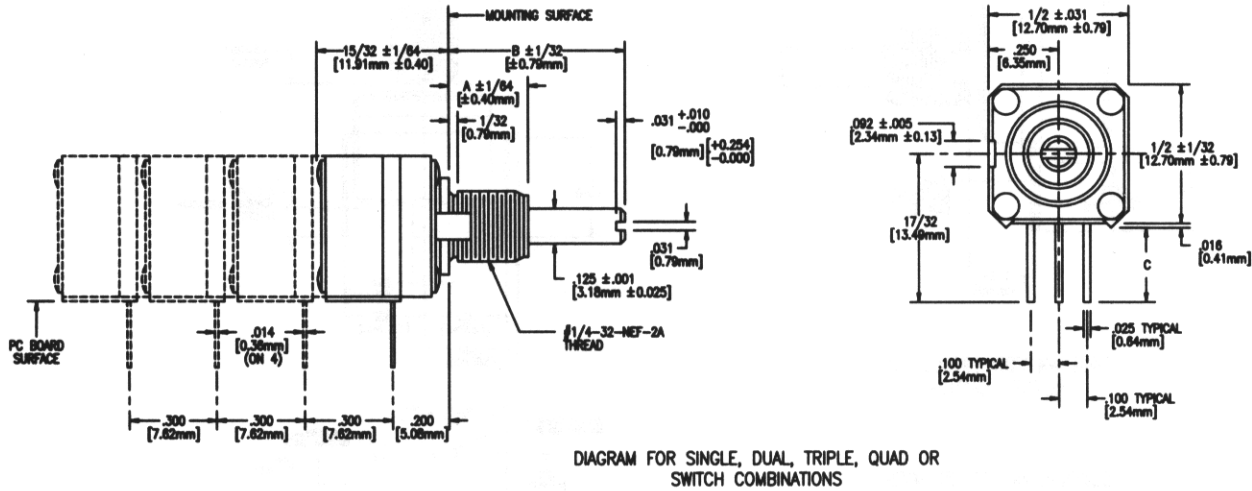 MOUNTING SURFACE
15/32 ±1/64
[11.91mm ±0.40]
B ±1/32
[±0.79mm]
A ±1/64
[±0.40mm]
1/32
[0.79mm]
.031 +.010
-.000
[0.79mm] [+0.254
-0.000]
.031
[0.79mm]
.125 ±.001
[3.18mm ±0.025]
#1/4-32-NEF-2A
THREAD
PC BOARD
SURFACE
.014
[0.36mm]
(ON 4)
.300
[7.62mm]
.300
[7.62mm]
.300
[7.62mm]
.200
[5.08mm]
1/2 ±.031
[12.70mm ±0.79]
.250
[6.35mm]
.092 ±.005
[2.34mm ±0.13]
1/2 ±1/32
[12.70mm ±0.79]
17/32
[13.49mm]
C
.016
[0.41mm]
.025 TYPICAL
[0.64mm]
.100 TYPICAL
[2.54mm]
.100 TYPICAL
[2.54mm]
DIAGRAM FOR SINGLE, DUAL, TRIPLE, QUAD OR
SWITCH COMBINATIONS